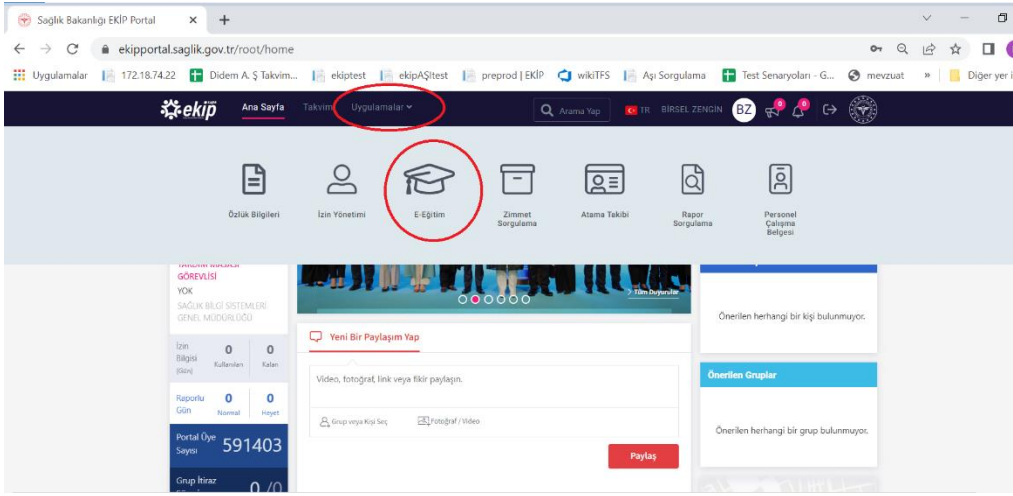 Sağlık Bakanlığı EKİP Portal
ekipportal.saglik.gov.tr/root/home
Uygulamalar 172.18.74.22 Didem A. Ş Takvim... ekiptest ekipAŞItest preprod | EKİP wikiTFS Aşı Sorgulama Test Senaryoları - G... mevzuat » Diğer yer i
ekip Ana Sayfa Takvim Uygulamalar Arama Yap TR BİRSEL ZENGİN BZ 0 0
Özlük Bilgileri İzin Yönetimi E-Eğitim Zimmet Sorgulama Atama Takibi Rapor Sorgulama Personel Çalışma Belgesi
GÖREVLİSİ
YOK
SAĞLIK BİLGİ SİSTEMLERİ
GENEL MÜDÜRLÜĞÜ
İzin Bilgisi (Gün) 0 Kullanılan 0 Kalan
Raporlu Gün 0 Normal 0 Heyet
Portal Üye Sayısı 591403
Grup İtiraz
0 /0
Tüm Duyurular
Yeni Bir Paylaşım Yap
Video, fotoğraf, link veya fikir paylaşın.
Grup veya Kişi Seç Fotoğraf / Video
Paylaş
Önerilen herhangi bir kişi bulunmuyor.
Önerilen Gruplar
Önerilen herhangi bir grup bulunmuyor.